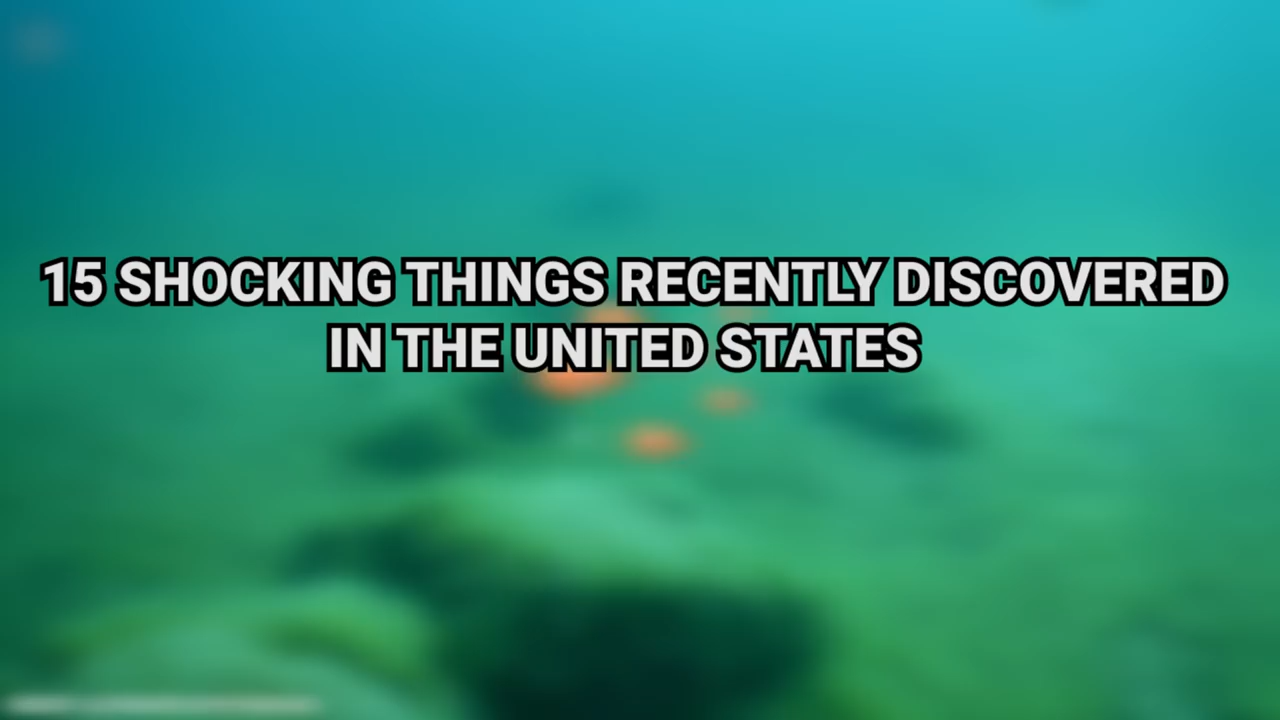 15 SHOCKING THINGS RECENTLY DISCOVERED
IN THE UNITED STATES